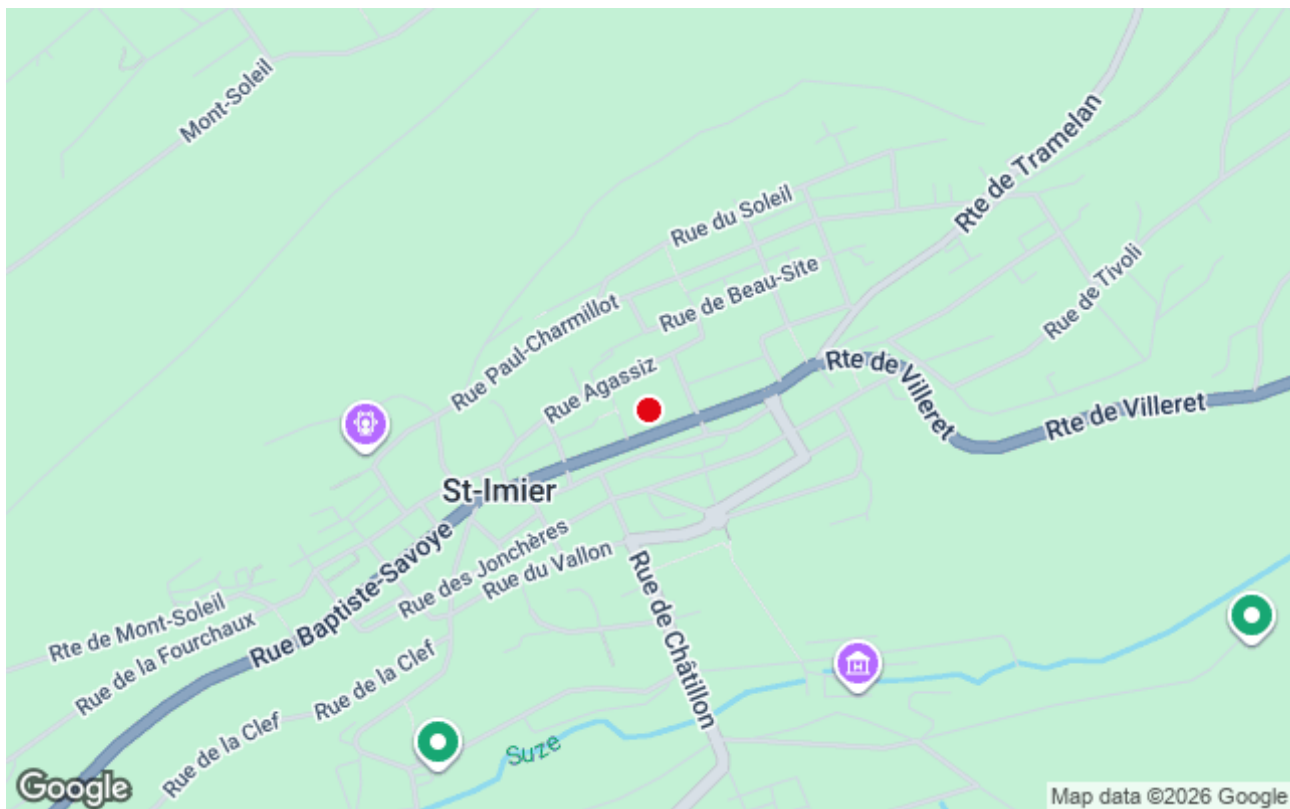 Mont-Soleil
Rte de Tramelan
Rue du Soleil
Rue de Beau-Site
Rue de Tivoli
Rue Paul-Charmillot
Rue Agassiz
Rte de Villeret
Rte de Villeret
St-Imier
Rue Baptiste-Savoye
Rue des Jonchères
Rue du Vallon
Rue de Châtillon
Rte de Mont-Soleil
Rue de la Fourchaux
Rue de la Clef
Rue de la Clef
Suze
Google
Map data ©2026 Google